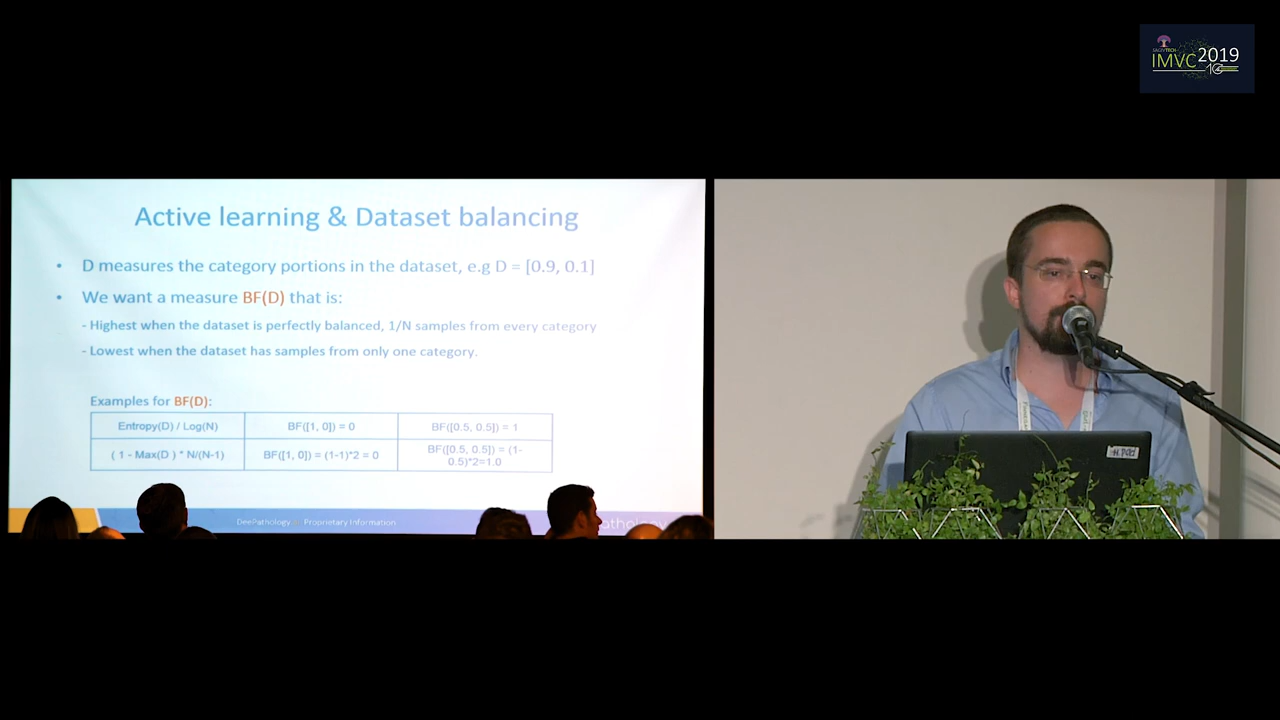 SAGIVTECH
IMVC 2019
10
Active learning & Dataset balancing
• D measures the category portions in the dataset, e.g D = [0.9, 0.1]
• We want a measure BF(D) that is:
- Highest when the dataset is perfectly balanced, 1/N samples from every category
- Lowest when the dataset has samples from only one category.
Examples for BF(D):
Entropy(D) / Log(N) BF([1, 0]) = 0 BF([0.5, 0.5]) = 1
( 1 - Max(D ) * N/(N-1) BF([1, 0]) = (1-1)*2 = 0 BF([0.5, 0.5]) = (1-
0.5)*2=1.0
DeePathology Proprietary Information